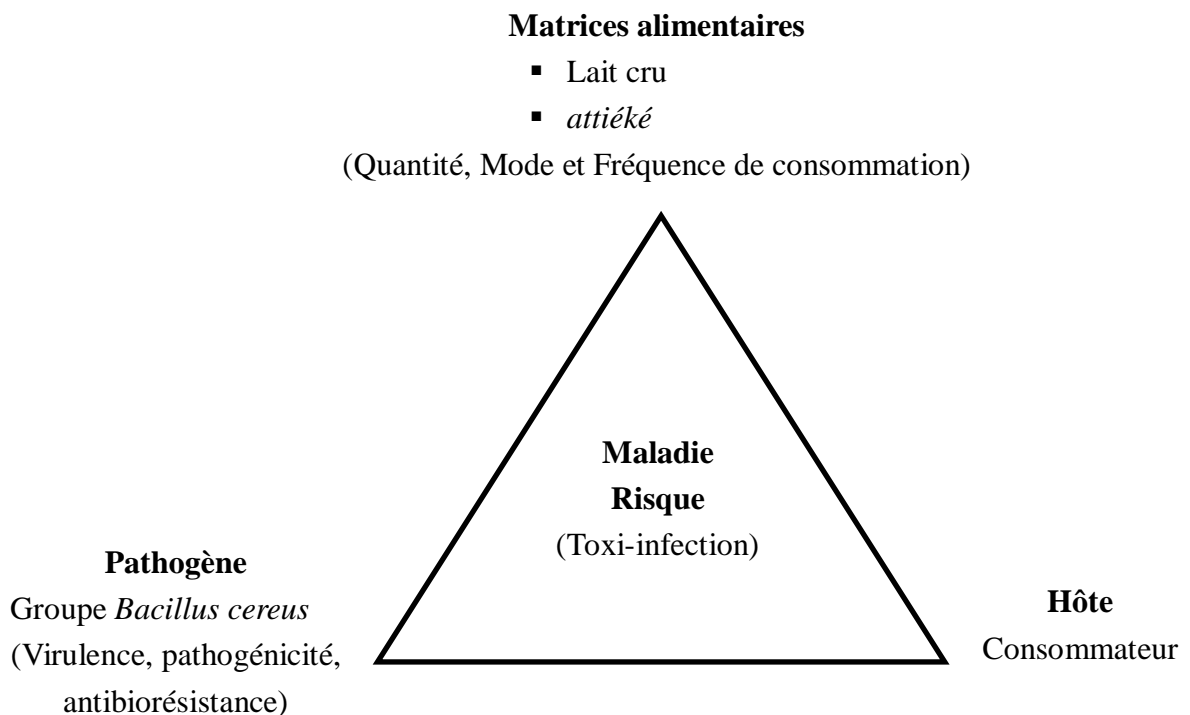 Matrices alimentaires
▪ Lait cru
▪ attiéké
(Quantité, Mode et Fréquence de consommation)
Maladie
Risque
(Toxi-infection)
Pathogène
Groupe Bacillus cereus
(Virulence, pathogénicité,
antibiorésistance)
Hôte
Consommateur